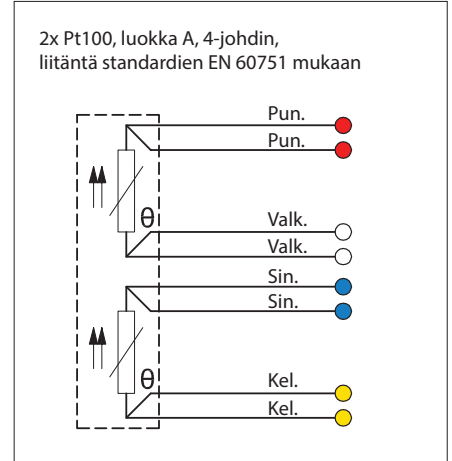 2x Pt100, luokka A, 4-johdin,
liitäntä standardien EN 60751 mukaan
Pun.
Pun.
θ
Valk.
Valk.
Sin.
Sin.
θ
Kel.
Kel.